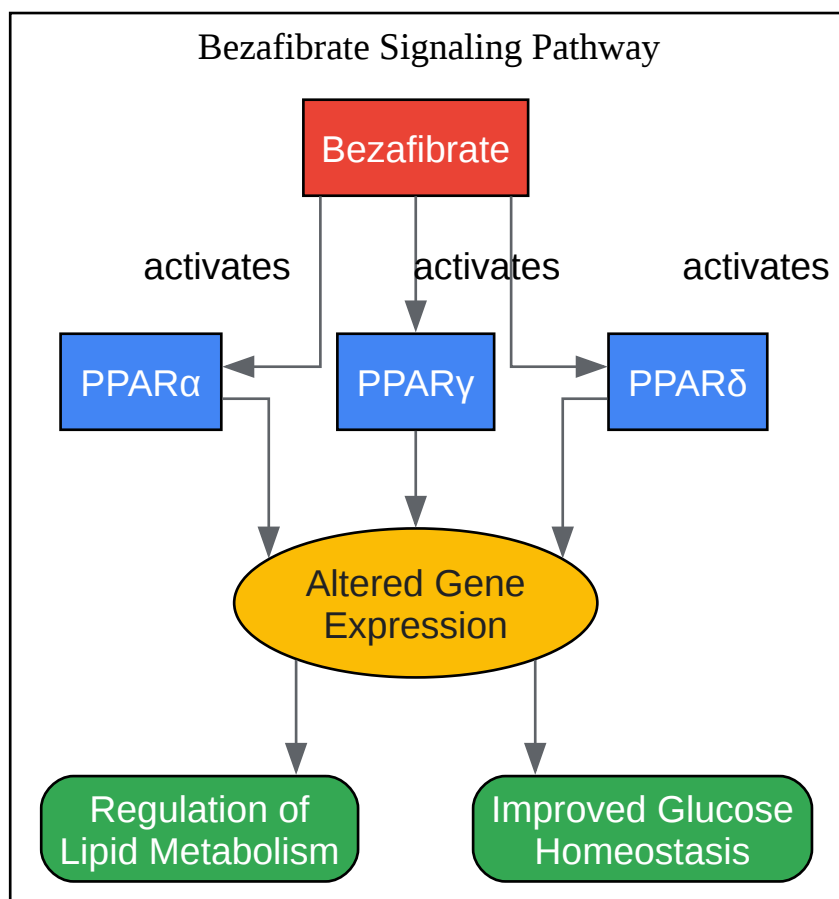 Bezafibrate Signaling Pathway
Bezafibrate
activates
activates
activates
PPARα
PPARγ
PPARδ
Altered Gene
Expression
Regulation of
Lipid Metabolism
Improved Glucose
Homeostasis